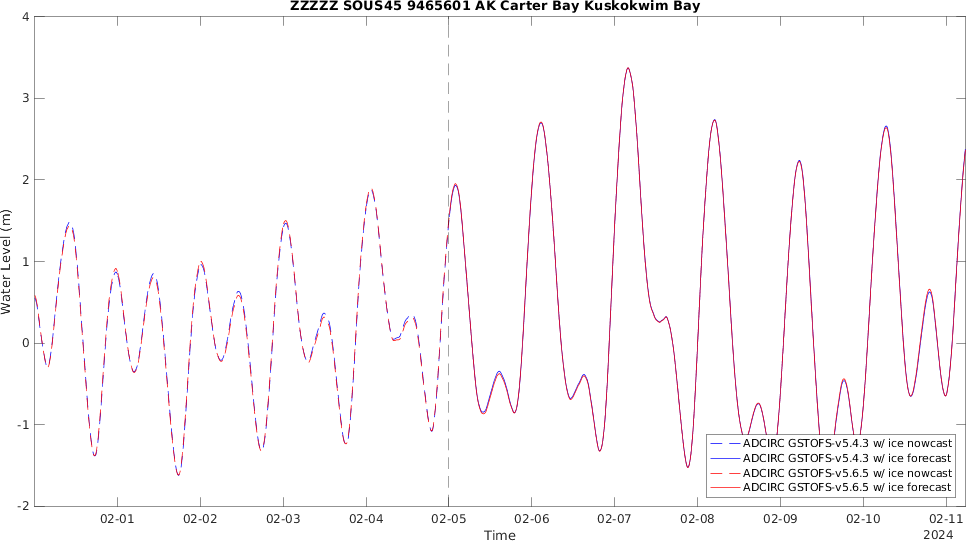 ZZZZZ SOUS45 9465601 AK Carter Bay Kuskokwim Bay
4
3
2
1
0
-1
-2
Water Level (m)
ADCIRC GSTOFS-v5.4.3 w/ ice nowcast
ADCIRC GSTOFS-v5.4.3 w/ ice forecast
ADCIRC GSTOFS-v5.6.5 w/ ice nowcast
ADCIRC GSTOFS-v5.6.5 w/ ice forecast
02-01 02-02 02-03 02-04 02-05 02-06 02-07 02-08 02-09 02-10 02-11
Time
2024